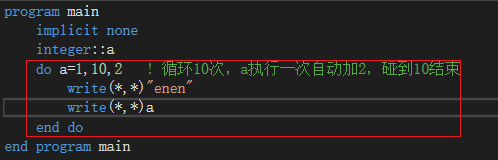 program main
implicit none
integer::a
do a=1,10,2 ! 循环10次，a执行一次自动加2，碰到10结束
write(*,*)"enen"
write(*,*)a
end do
end program main